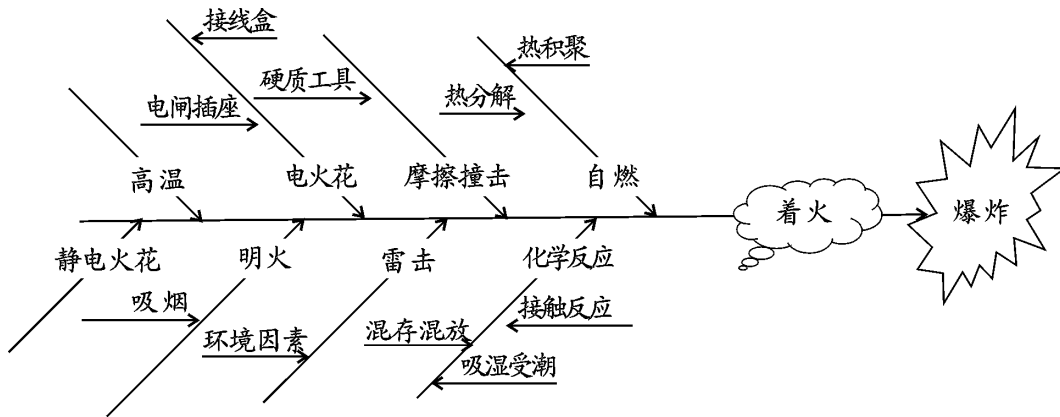 接线盒
硬质工具
热积聚
电闸插座
热分解
高温
电火花
摩擦撞击
自燃
着火
爆炸
静电火花
明火
雷击
化学反应
吸烟
环境因素
混存混放
接触反应
吸湿受潮